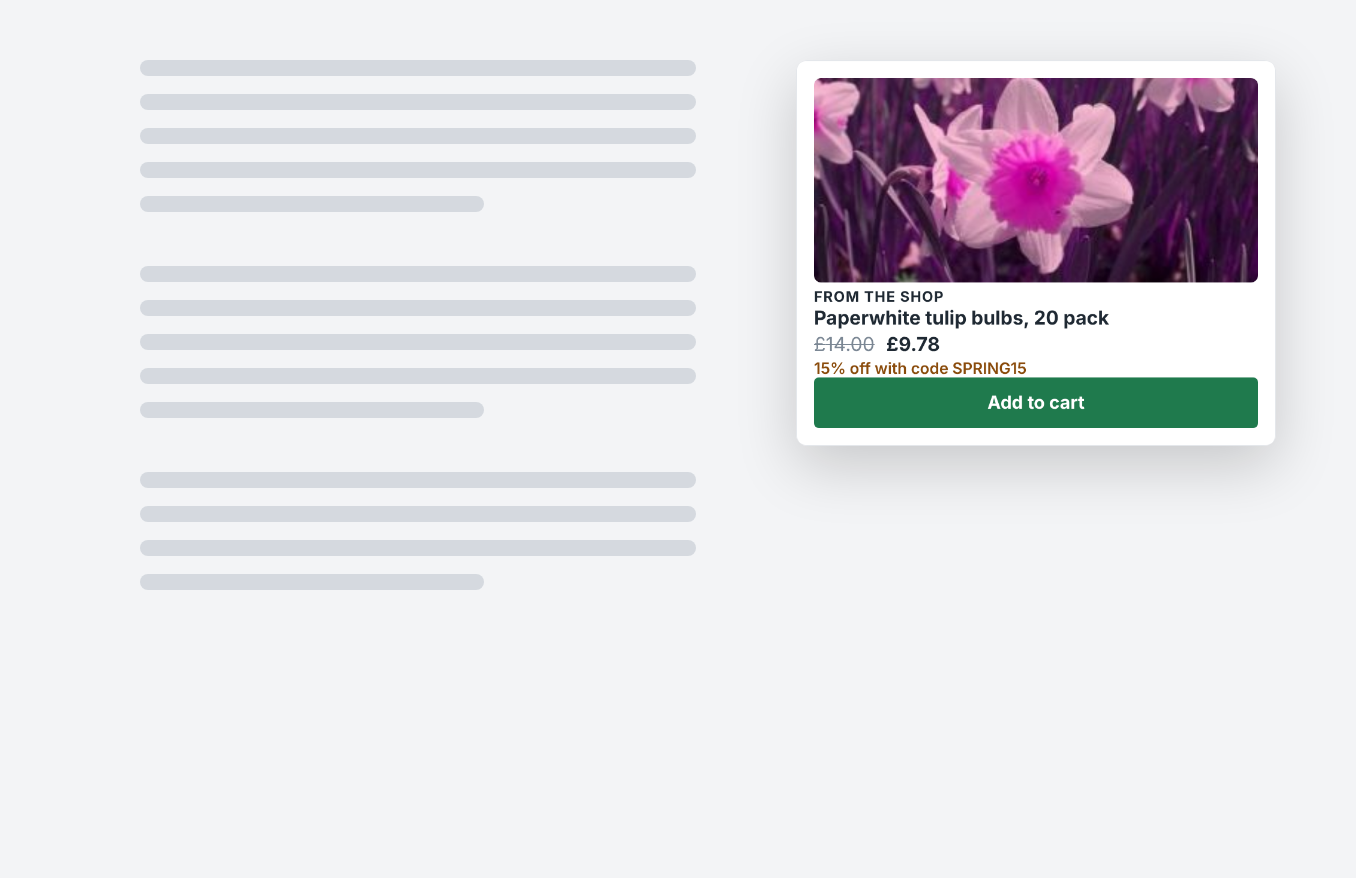 FROM THE SHOP
Paperwhite tulip bulbs, 20 pack
£14.00 £9.78
15% off with code SPRING15
Add to cart